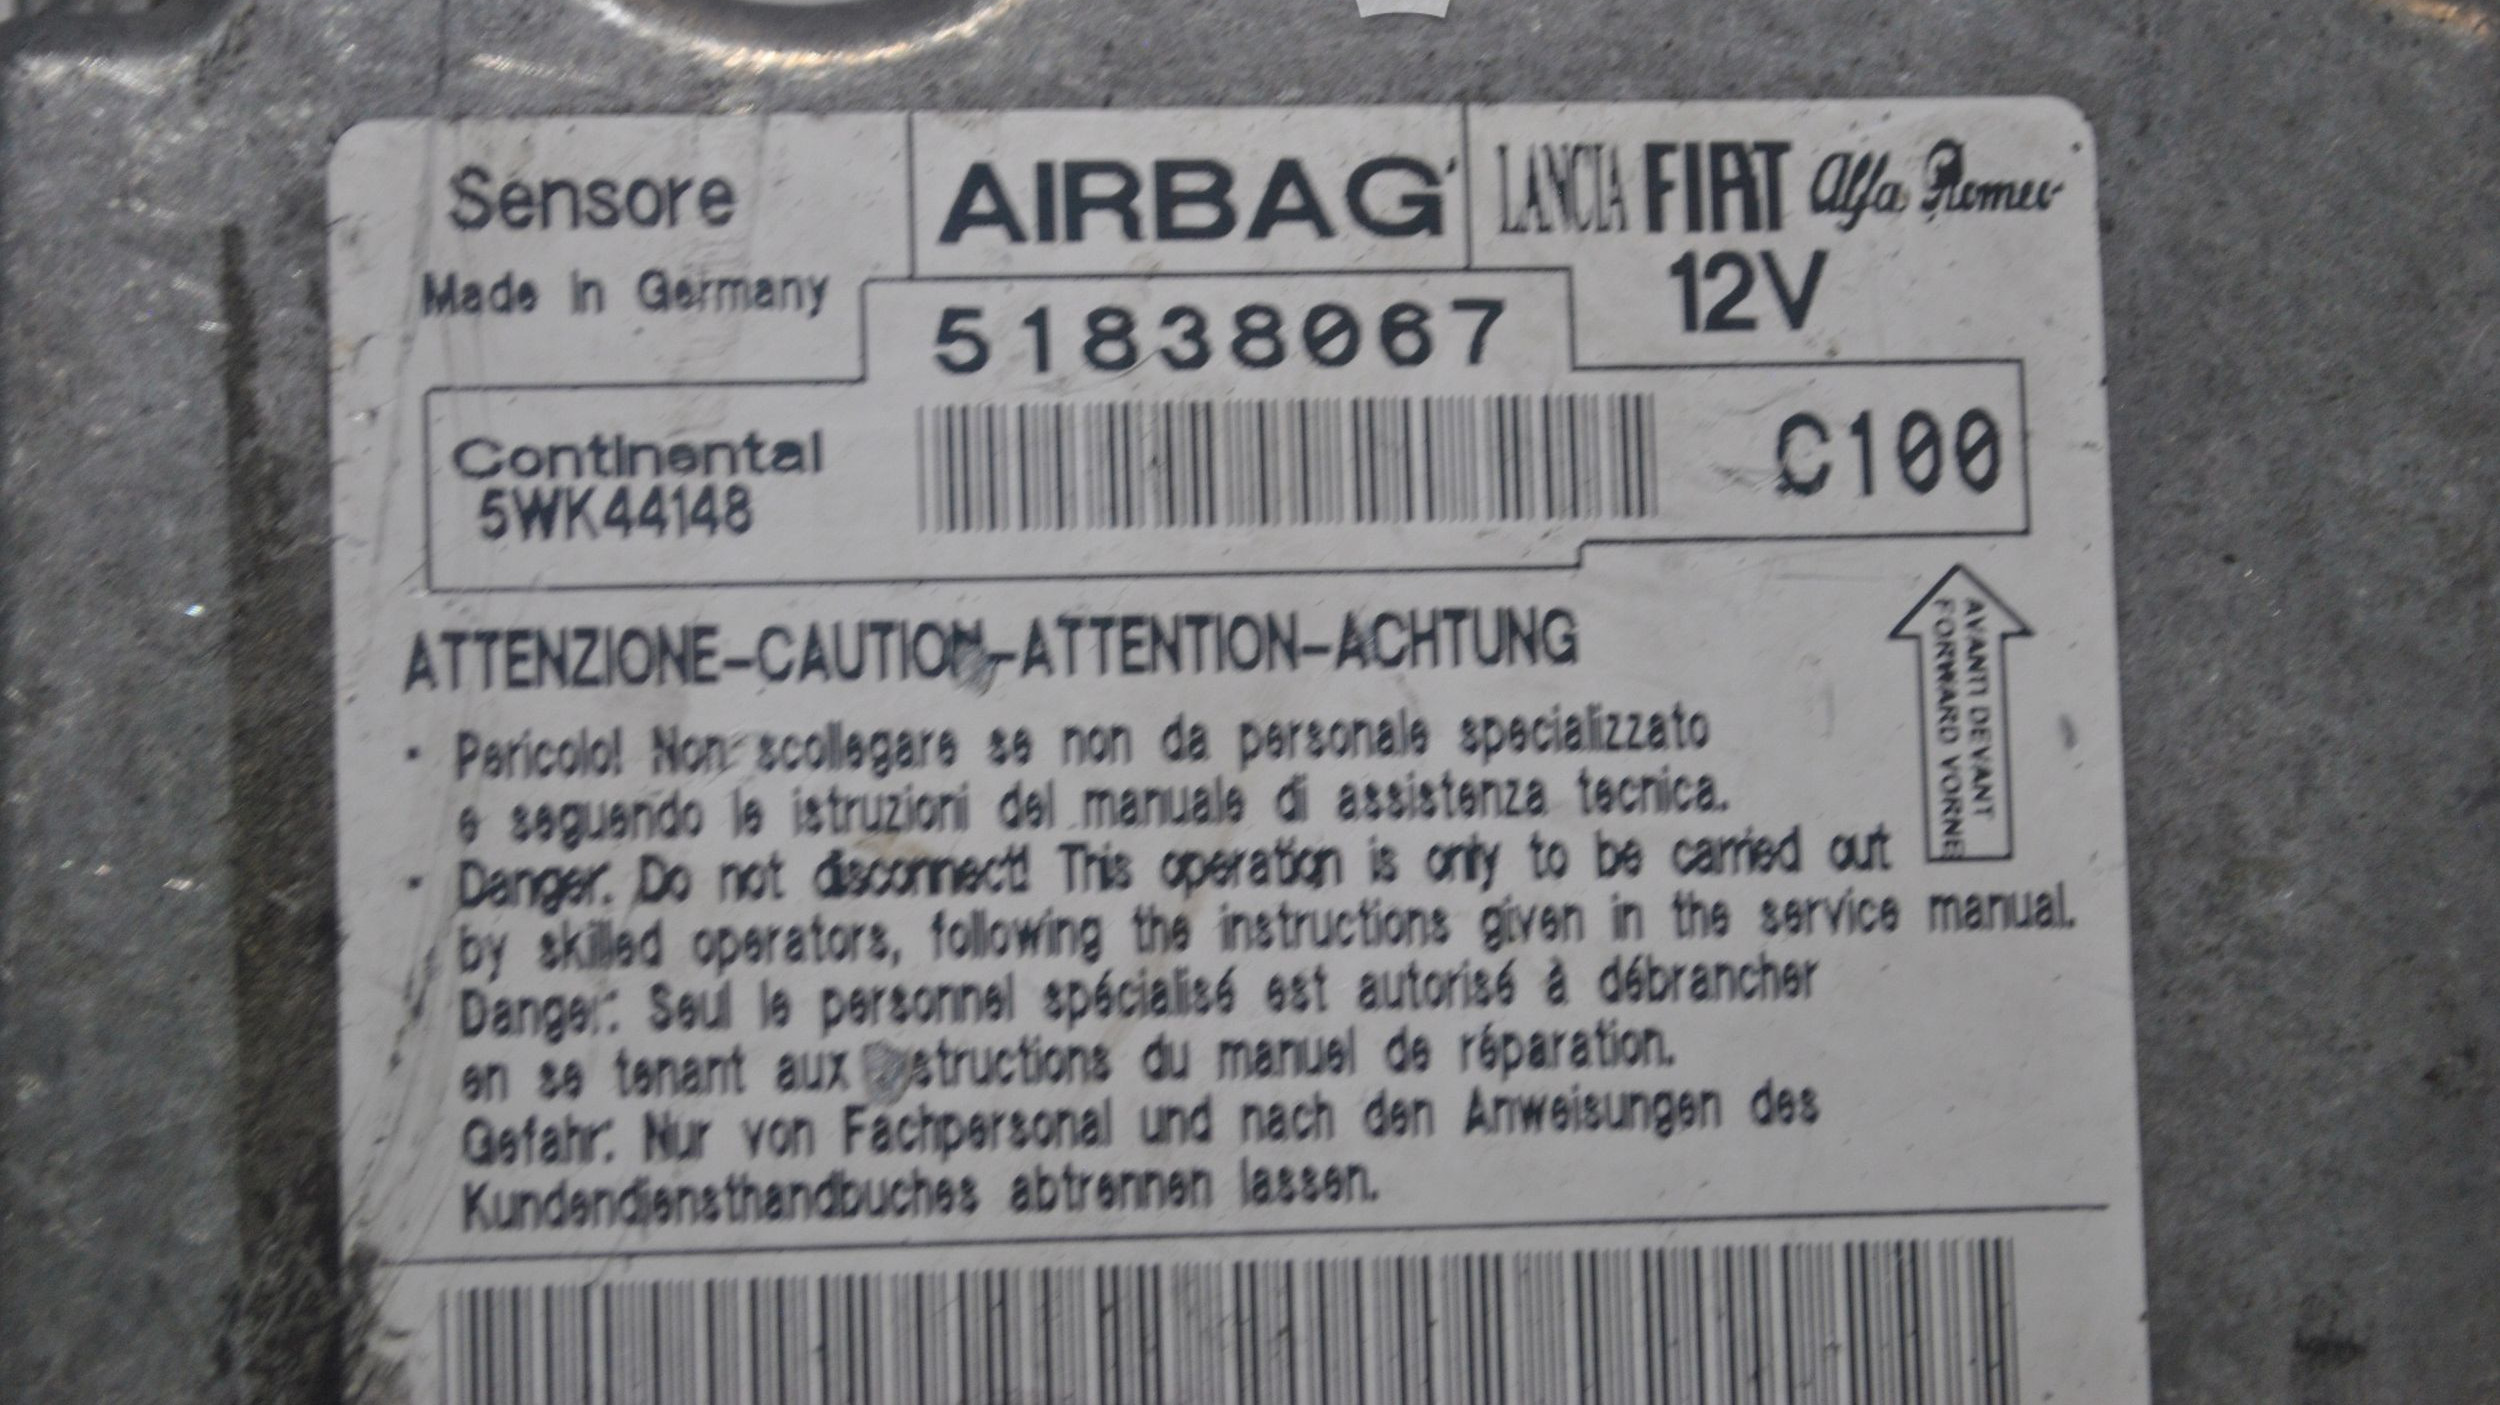 Sensore
AIRBAG
LANCIA FIAT Alfa Romeo
Made in Germany
12V
51838067
Continental
5WK44148
C100
ATTENZIONE-CAUTION-ATTENTION-ACHTUNG
AVANTI DEVANT
FORWARD VORNE
· Pericolo! Non scollegare se non da personale specializzato
e seguendo le istruzioni del manuale di assistenza tecnica.
· Danger. Do not disconnect! This operation is only to be carried out
by skilled operators, following the instructions given in the service manual.
Danger: Seul le personnel spécialisé est autorisé à débrancher
en se tenant aux instructions du manuel de réparation.
Gefahr: Nur von Fachpersonal und nach den Anweisungen des
Kundendiensthandbuches abtrennen lassen.